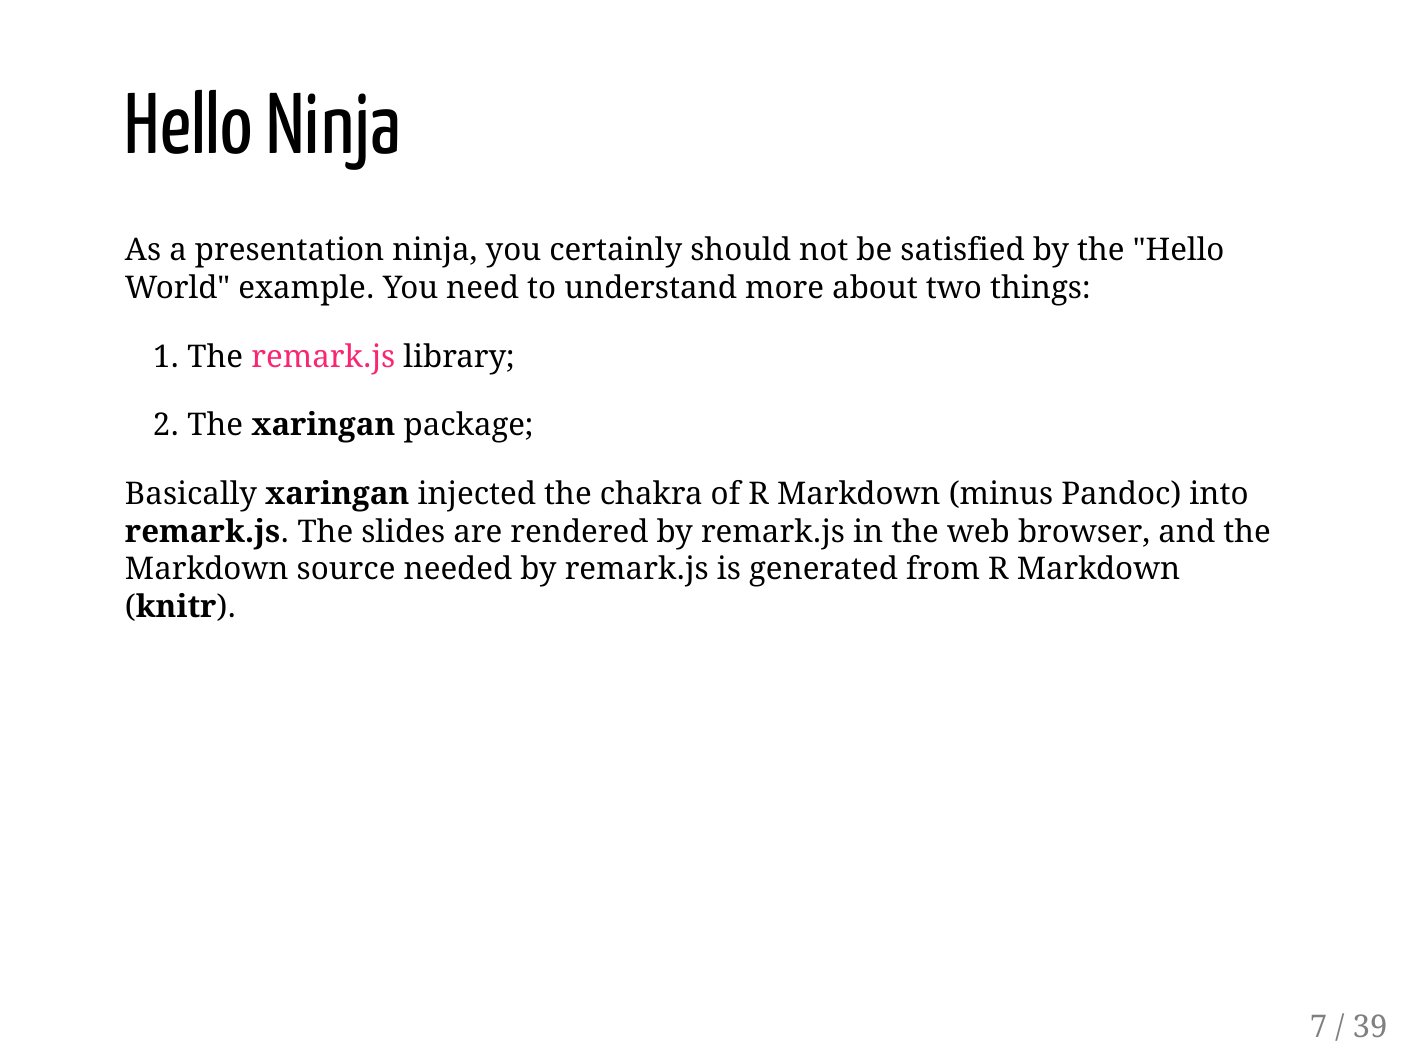 Hello Ninja
As a presentation ninja, you certainly should not be satisfied by the "Hello
World" example. You need to understand more about two things:
1. The remark.js library;
2. The xaringan package;
Basically xaringan injected the chakra of R Markdown (minus Pandoc) into
remark.js. The slides are rendered by remark.js in the web browser, and the
Markdown source needed by remark.js is generated from R Markdown
(knitr).
7 / 39